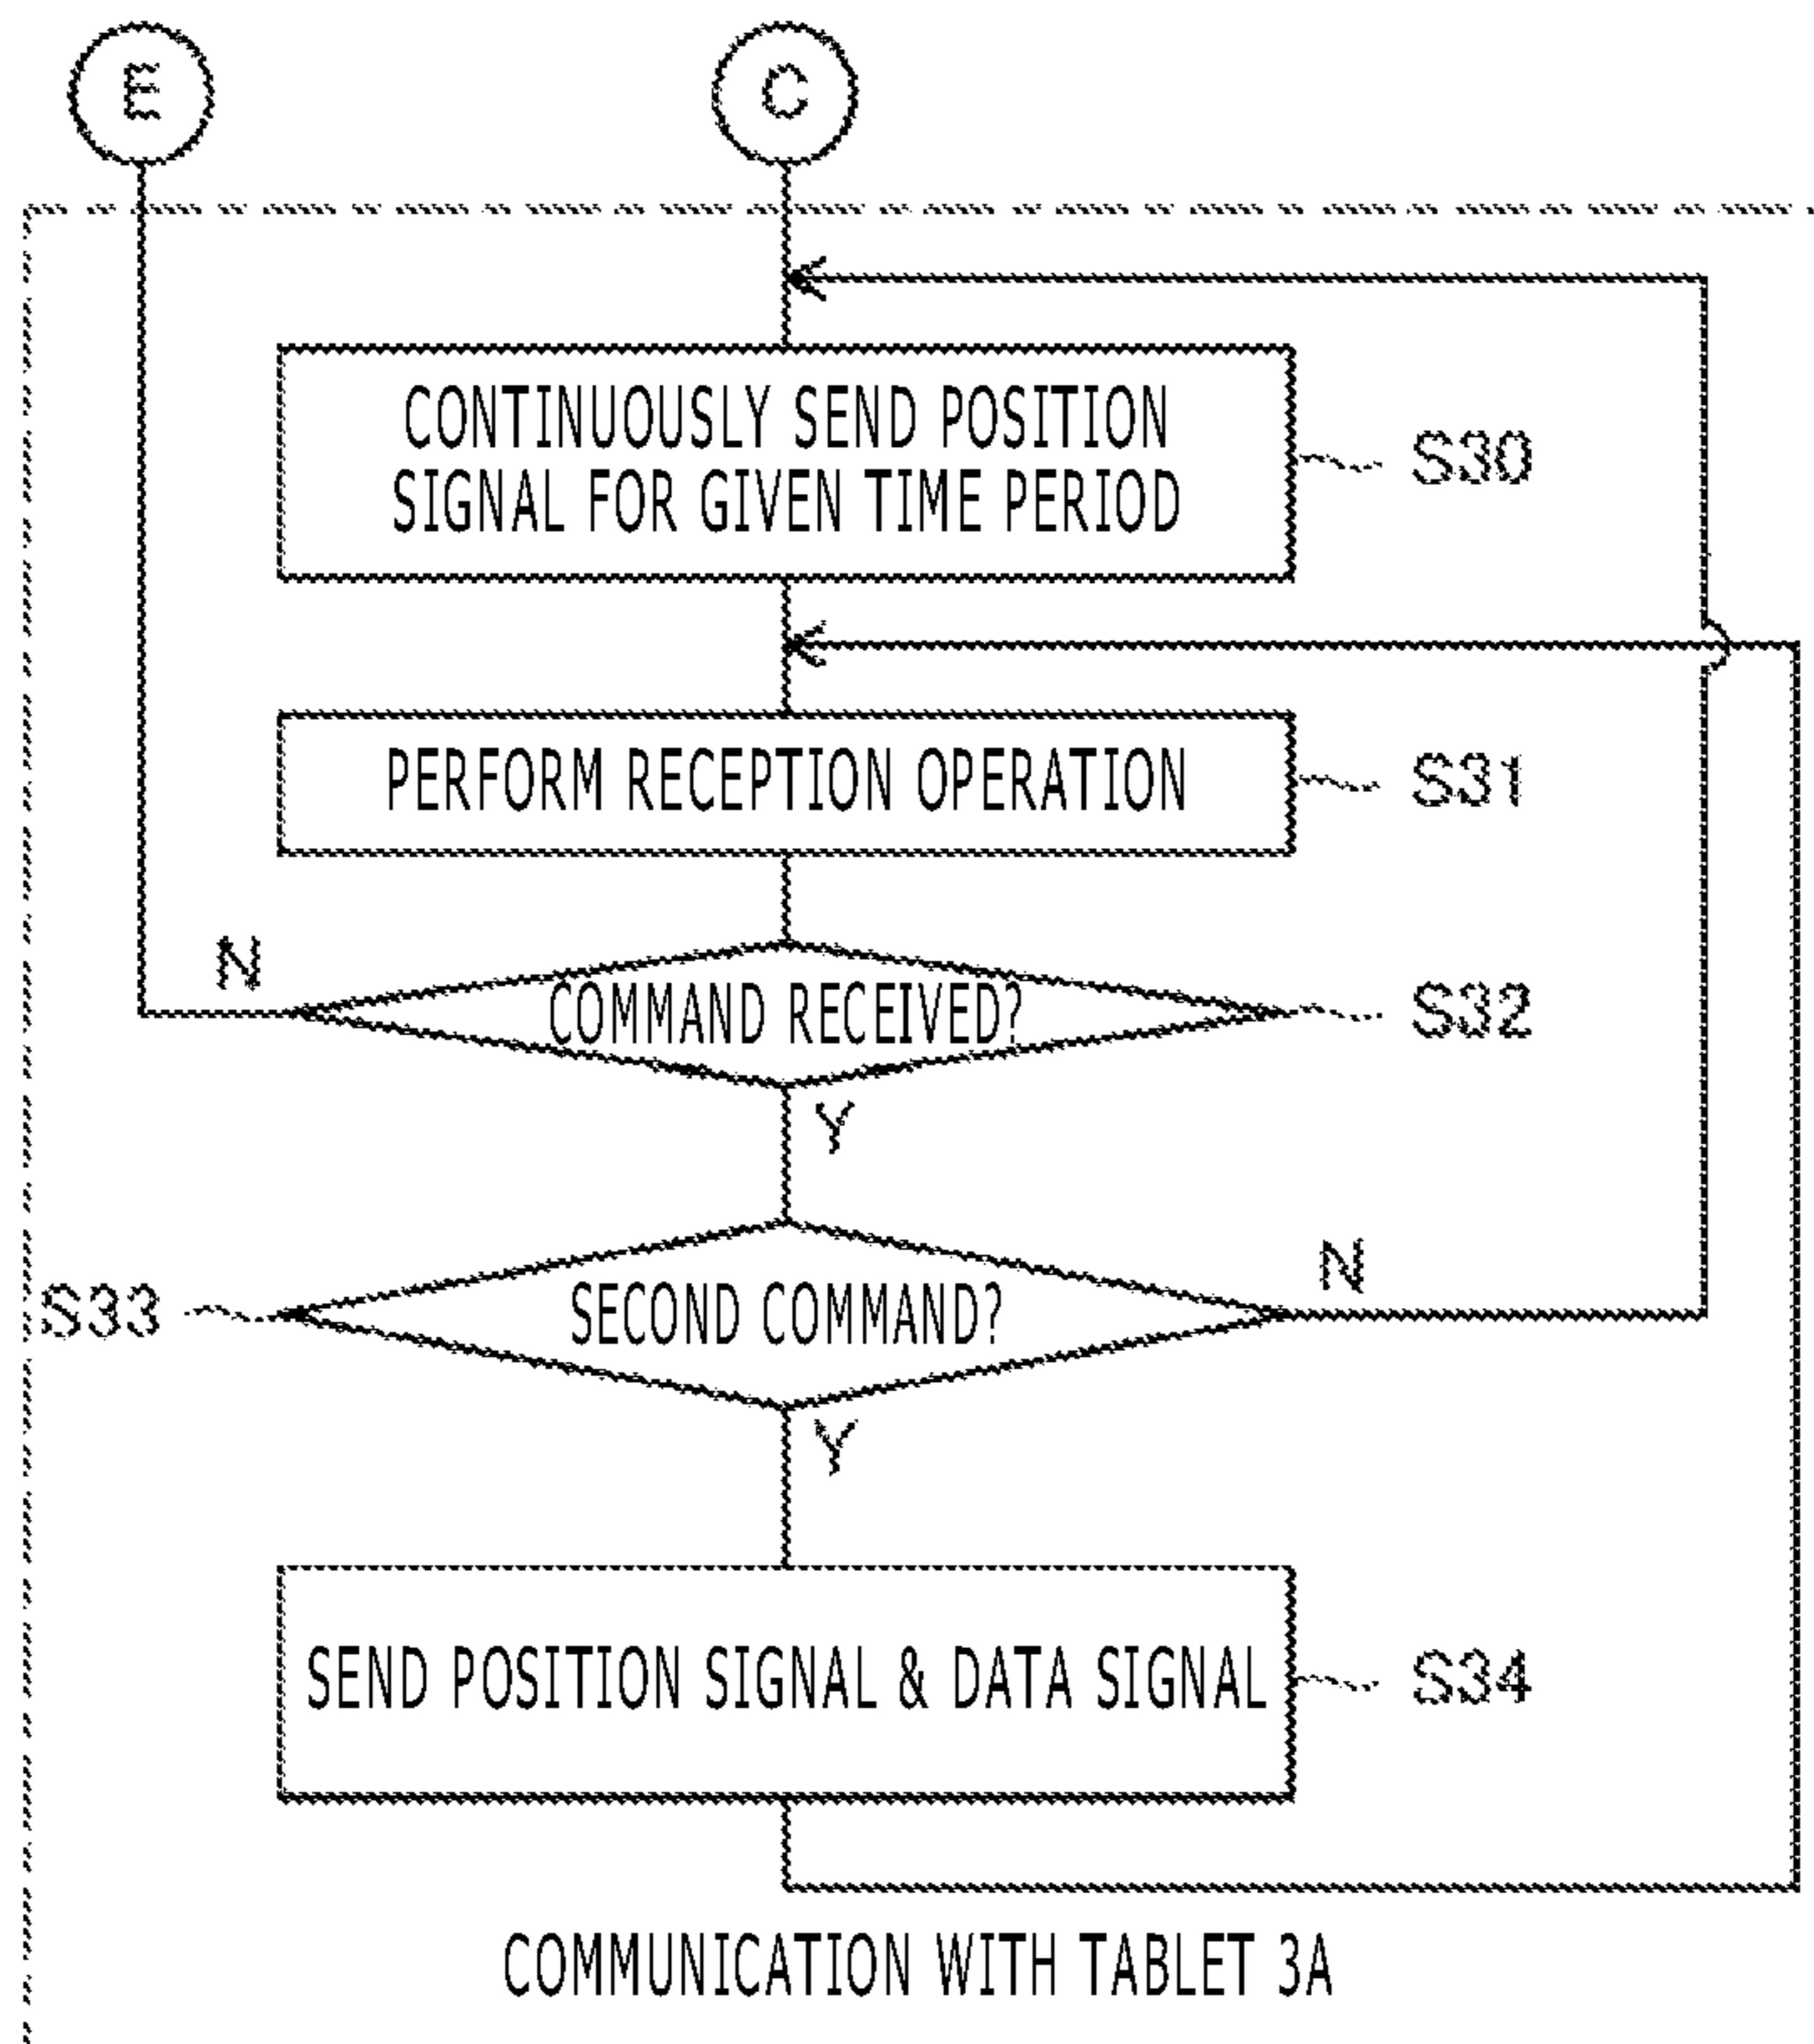 E
C
CONTINUOUSLY SEND POSITION
SIGNAL FOR GIVEN TIME PERIOD
S30
PERFORM RECEPTION OPERATION
S31
N
COMMAND RECEIVED?
S32
Y
N
S33
SECOND COMMAND?
Y
SEND POSITION SIGNAL & DATA SIGNAL
S34
COMMUNICATION WITH TABLET 3A